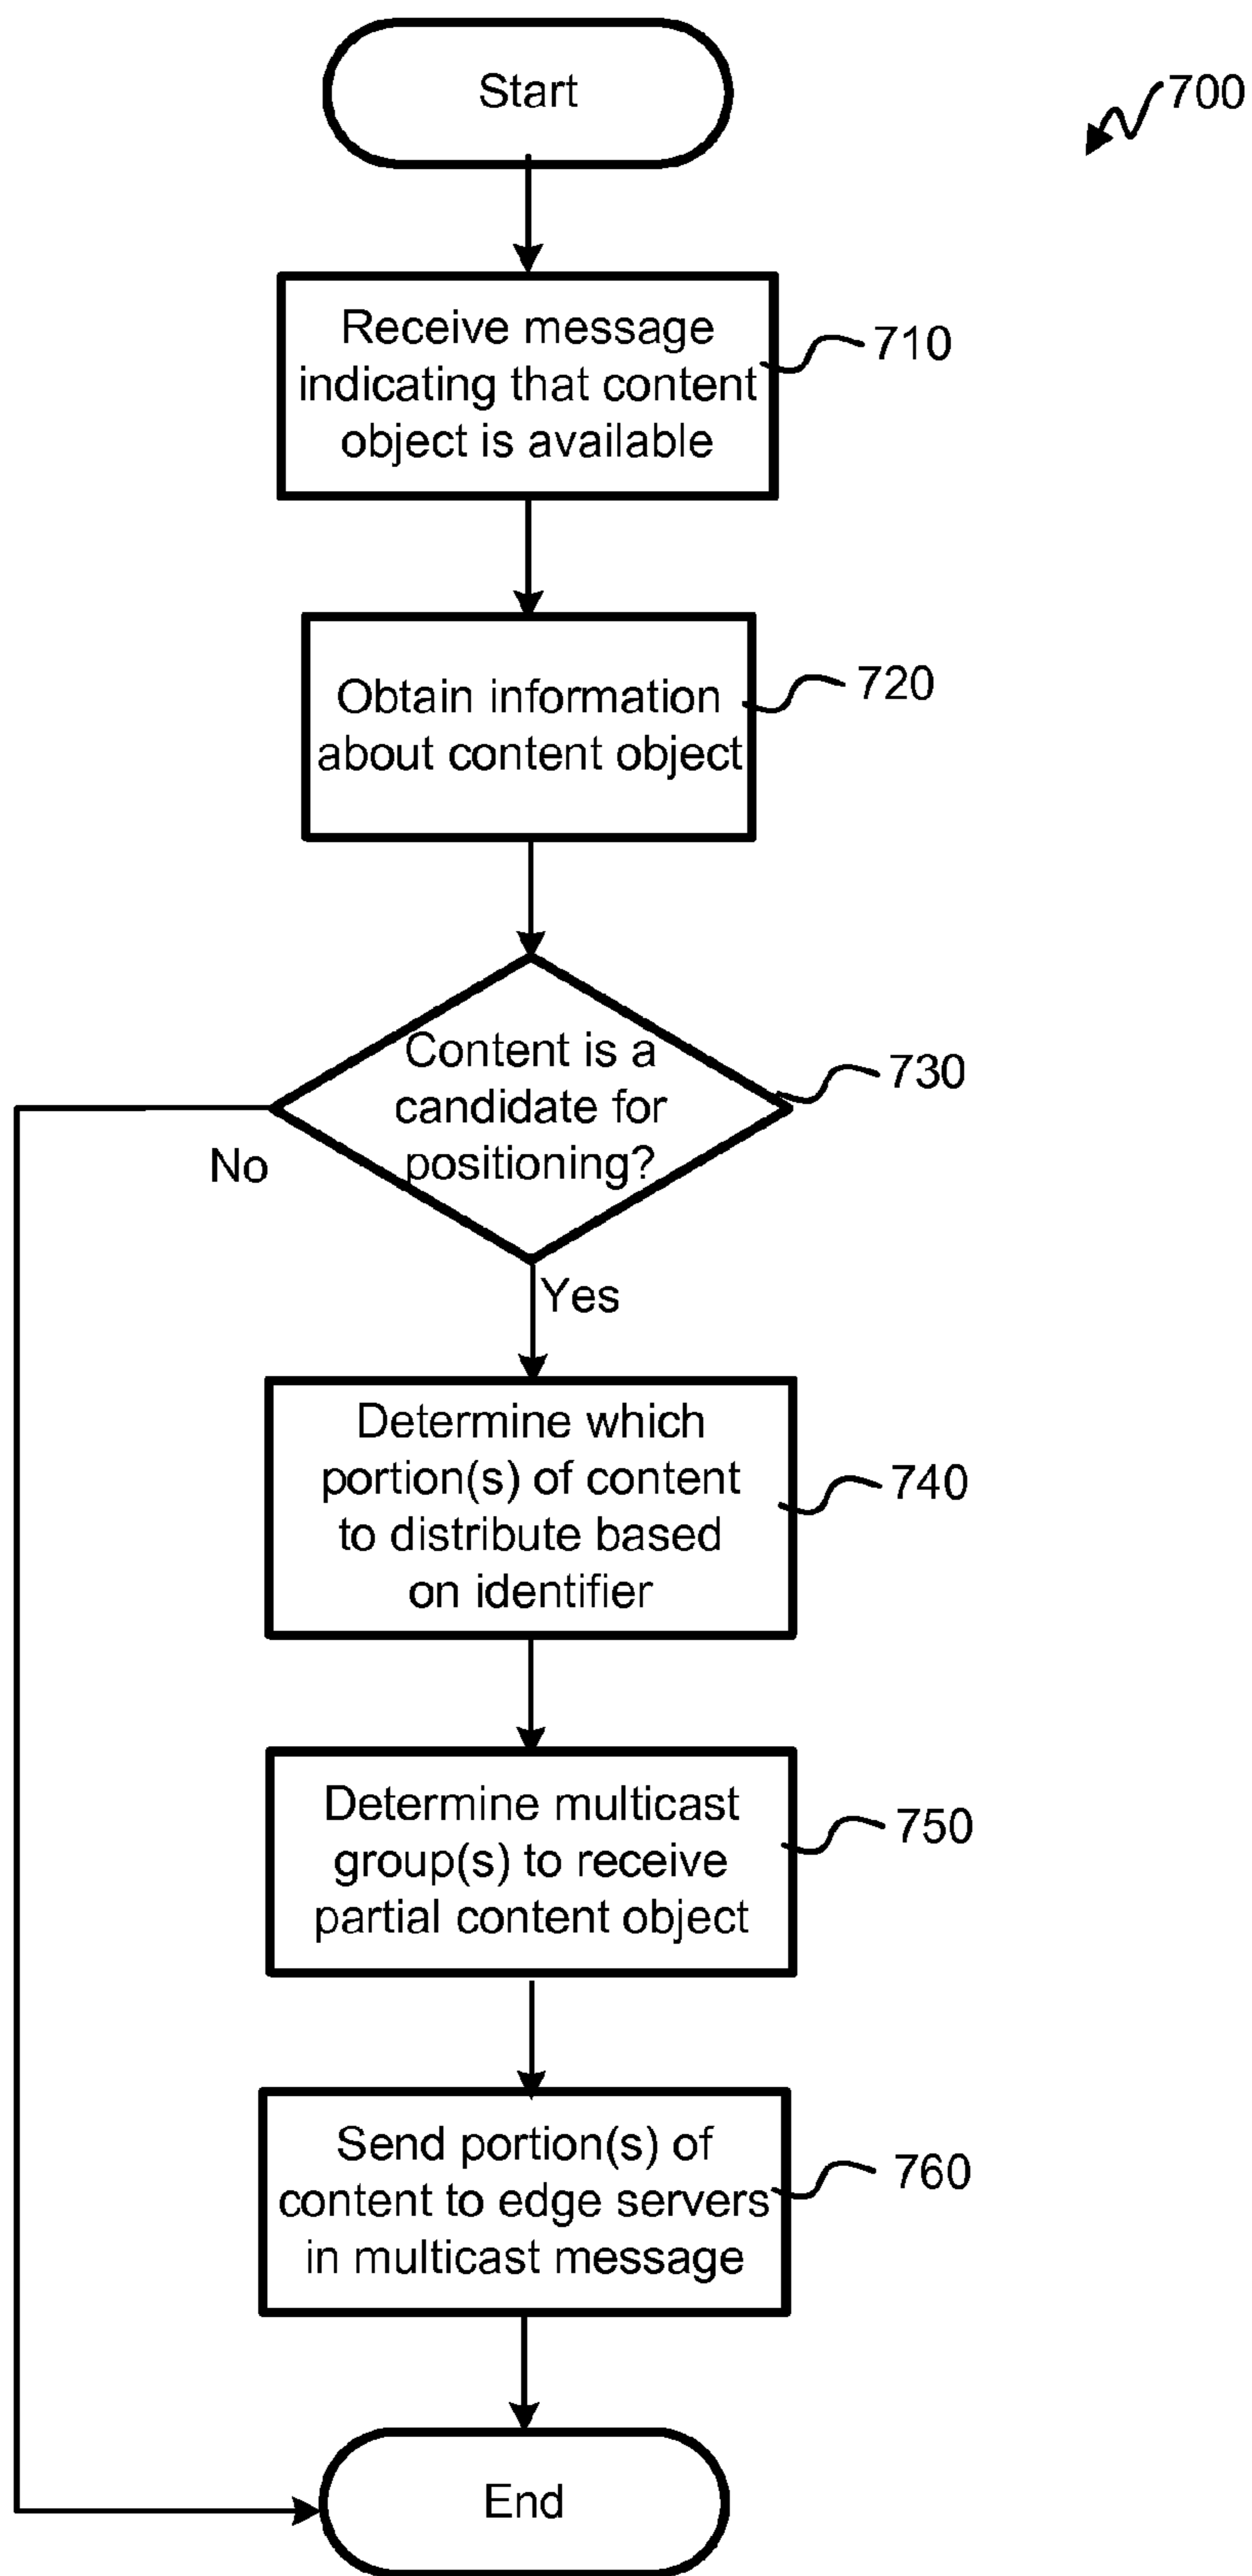 Start
700
Receive message
indicating that content
object is available
710
Obtain information
about content object
720
Content is a
candidate for
positioning?
730
No
Yes
Determine which
portion(s) of content
to distribute based
on identifier
740
Determine multicast
group(s) to receive
partial content object
750
Send portion(s) of
content to edge servers
in multicast message
760
End